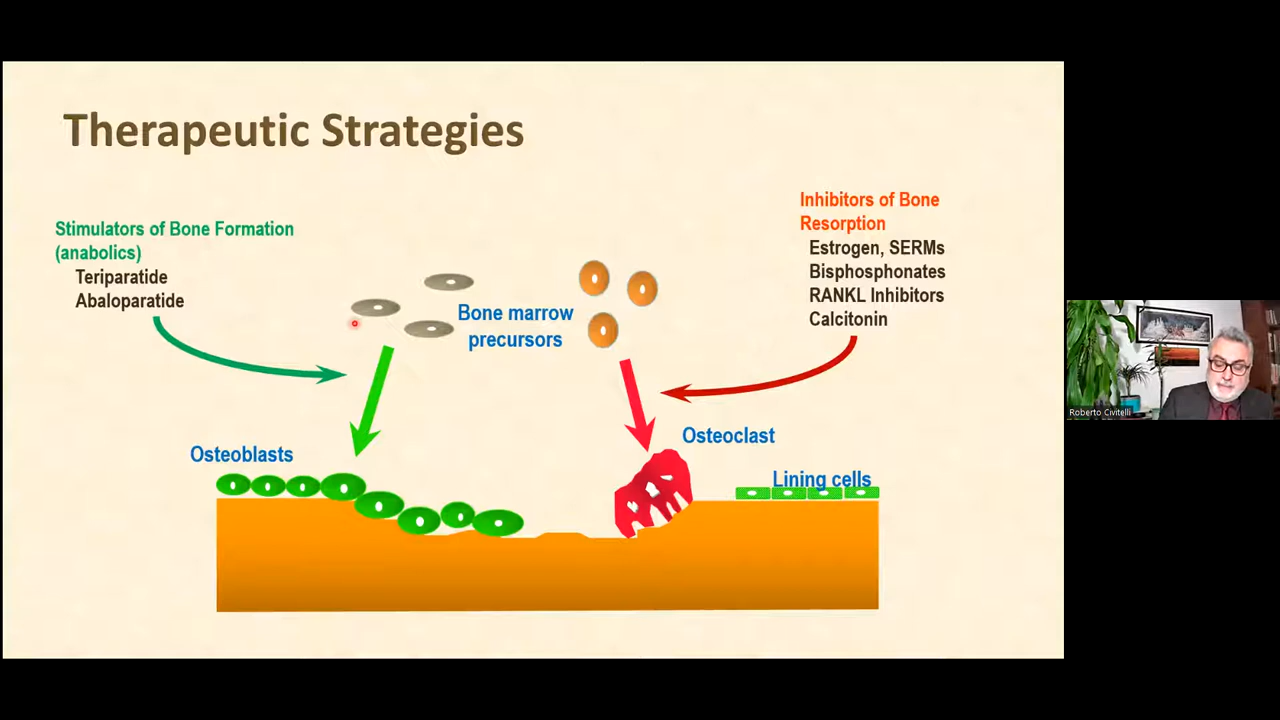 Therapeutic Strategies
Stimulators of Bone Formation
(anabolics)
Teriparatide
Abaloparatide
Inhibitors of Bone
Resorption
Estrogen, SERMs
Bisphosphonates
RANKL Inhibitors
Calcitonin
Bone marrow
precursors
Osteoblasts
Osteoclast
Lining cells
Roberto Civitelli